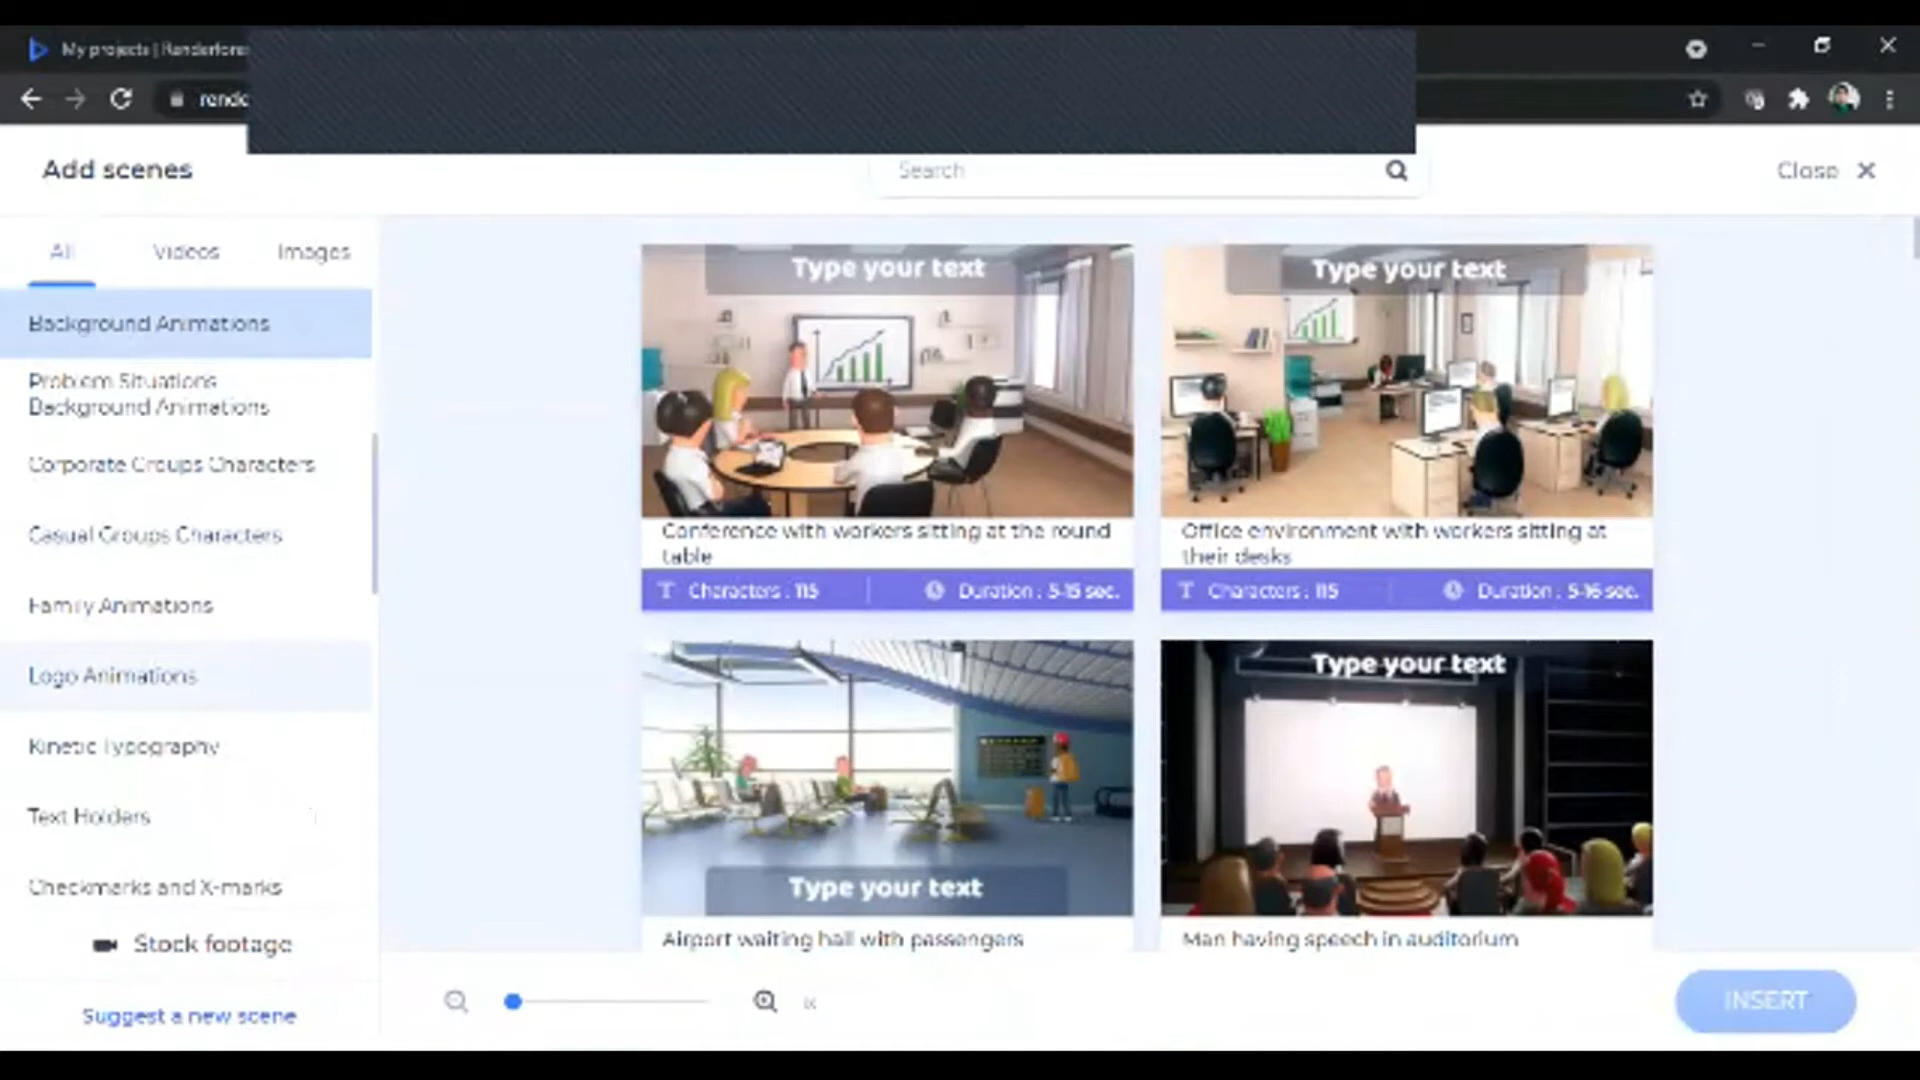 My projects | Renderfores
rende
Add scenes
Search
Close
All
Videos
Images
Background Animations
Problem Situations
Background Animations
Corporate Groups Characters
Casual Groups Characters
Family Animations
Logo Animations
Kinetic Typography
Text Holders
Checkmarks and X-marks
Stock footage
Suggest a new scene
Type your text
Conference with workers sitting at the round
table
Characters : 115
Duration : 5-15 sec.
Type your text
Office environment with workers sitting at
their desks
Characters : 115
Duration : 5-16 sec.
Type your text
Airport waiting hall with passengers
Type your text
Man having speech in auditorium
INSERT